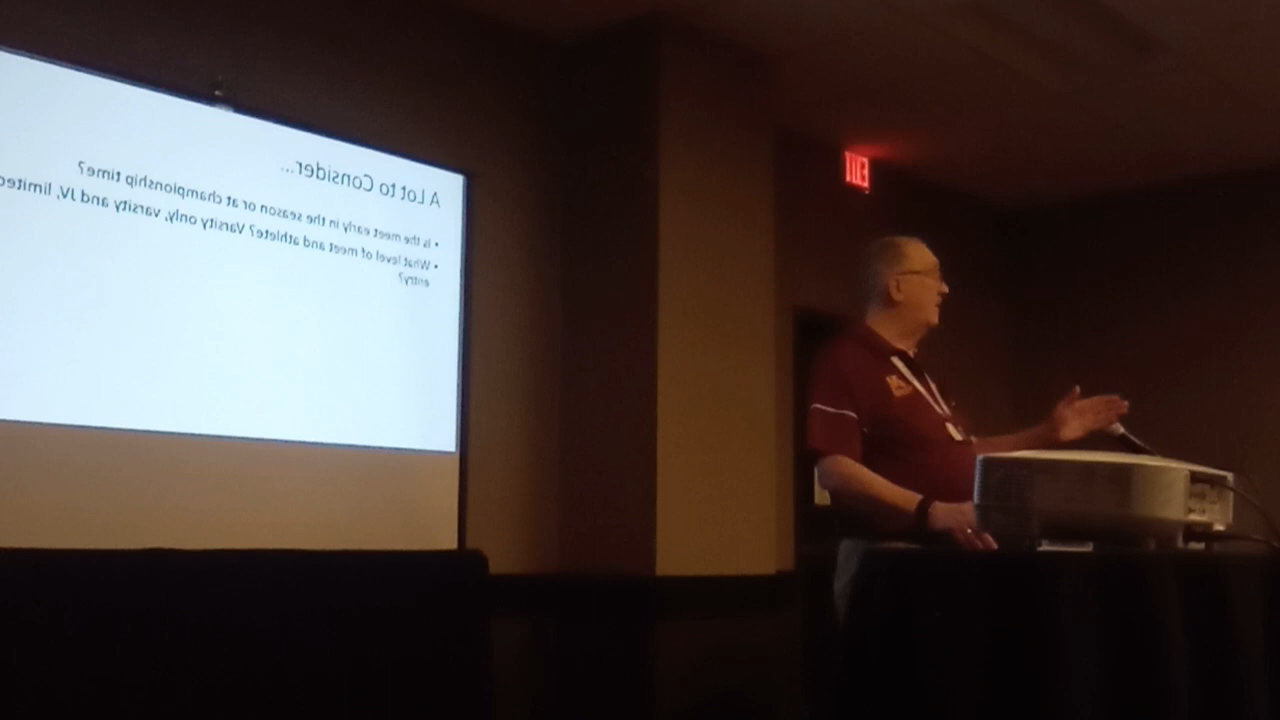 A Lot to Consider...
• Is the meet early in the season or at championship time?
• What level of meet and athlete? Varsity only, varsity and JV, limited
entry?
EXIT